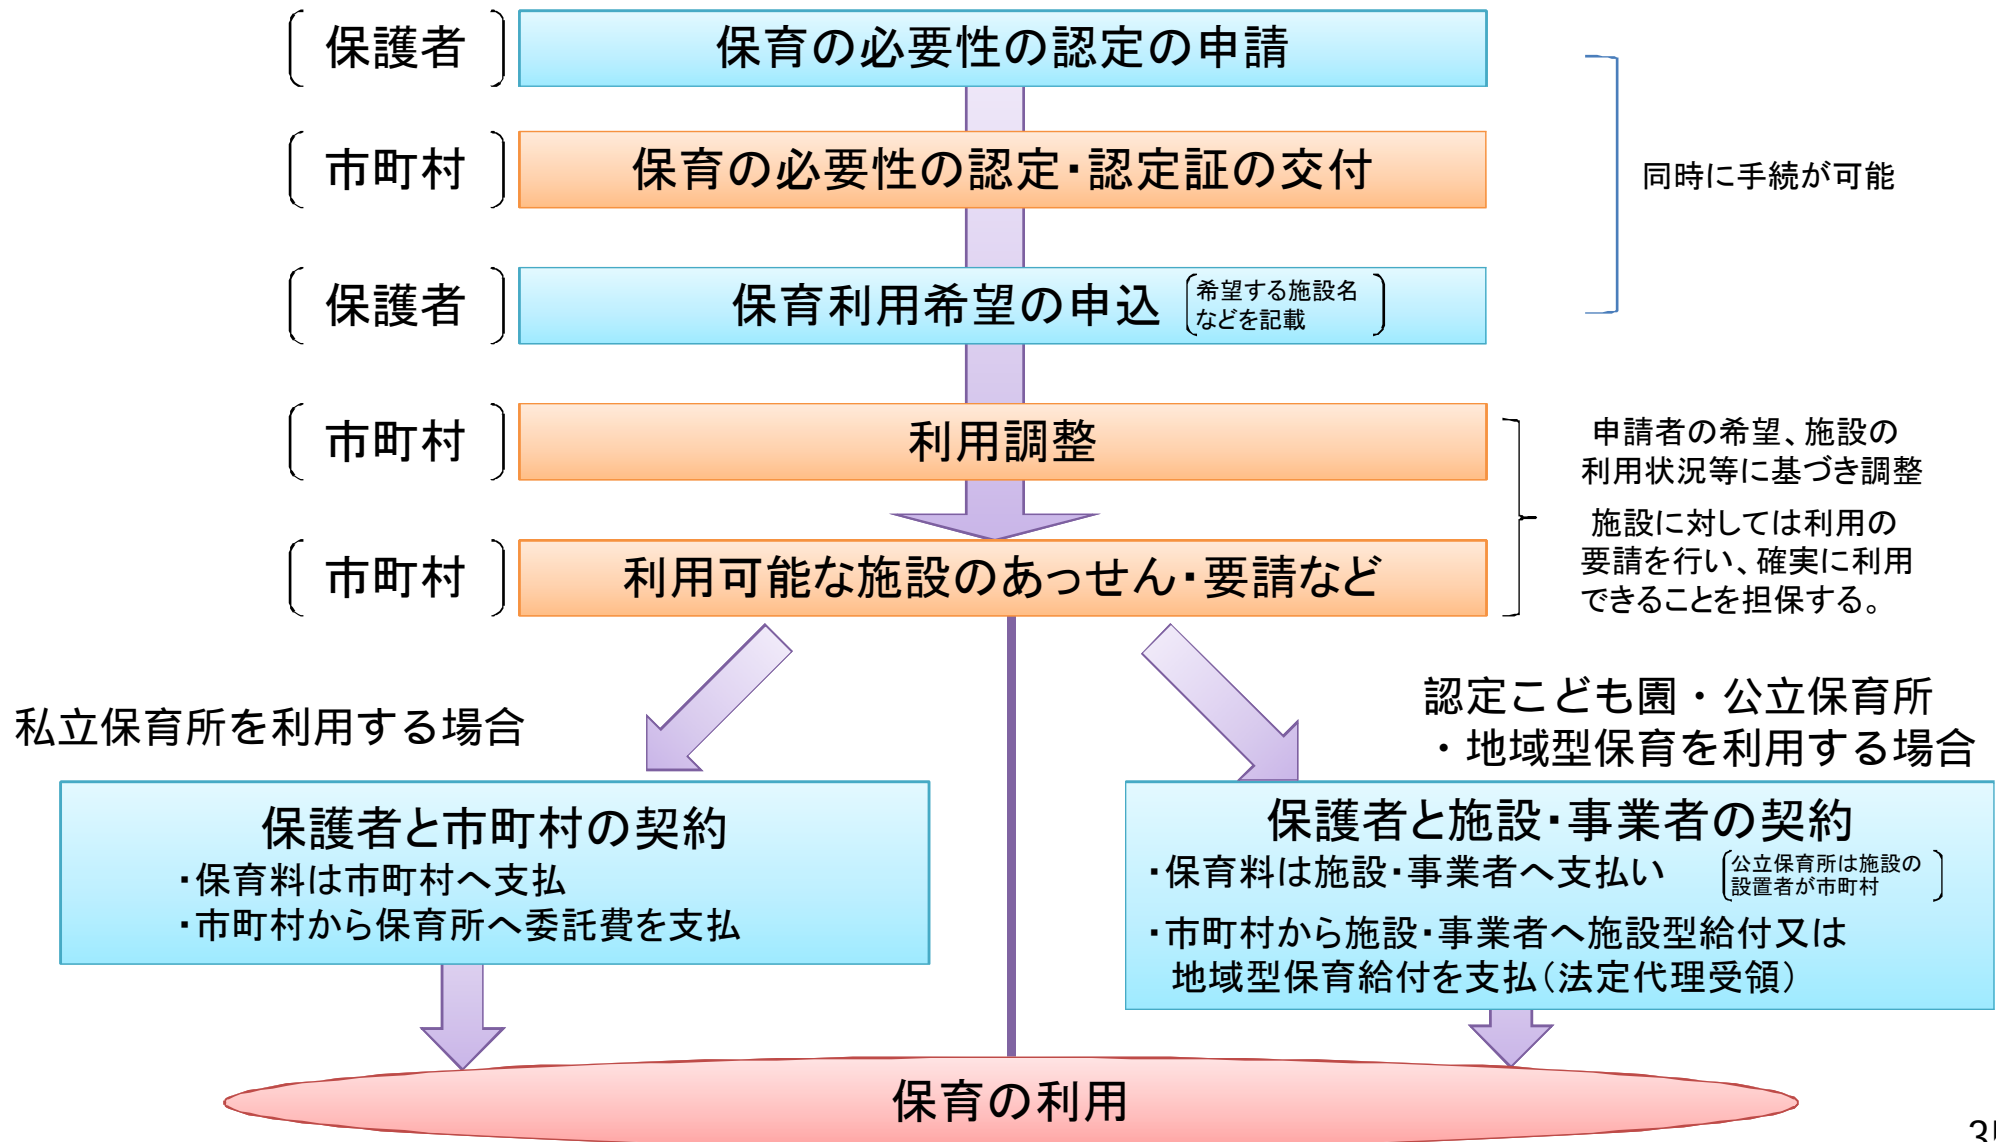 保護者
保育の必要性の認定の申請
市町村
保育の必要性の認定・認定証の交付
同時に手続が可能
保護者
保育利用希望の申込
希望する施設名
などを記載
市町村
利用調整
申請者の希望、施設の
利用状況等に基づき調整
施設に対しては利用の
要請を行い、確実に利用
できることを担保する。
市町村
利用可能な施設のあっせん・要請など
私立保育所を利用する場合
保護者と市町村の契約
・保育料は市町村へ支払
・市町村から保育所へ委託費を支払
認定こども園・公立保育所
・地域型保育を利用する場合
保護者と施設・事業者の契約
・保育料は施設・事業者へ支払い
公立保育所は施設の
設置者が市町村
・市町村から施設・事業者へ施設型給付又は
地域型保育給付を支払(法定代理受領)
保育の利用